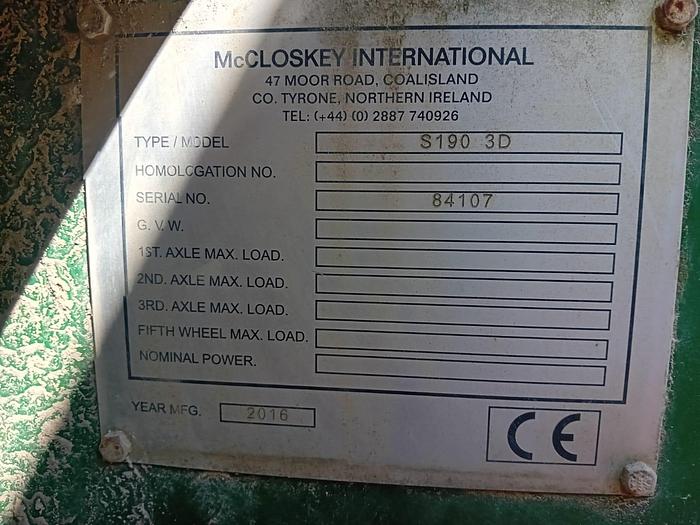 McCLOSKEY INTERNATIONAL
47 MOOR ROAD, COALISLAND
CO. TYRONE, NORTHERN IRELAND
TEL: (+44) (0) 2887 740926
TYPE / MODEL S190 3D
HOMOLOGATION NO.
SERIAL NO. 84107
G. V. W.
1ST. AXLE MAX. LOAD.
2ND. AXLE MAX. LOAD.
3RD. AXLE MAX. LOAD.
FIFTH WHEEL MAX. LOAD.
NOMINAL POWER.
YEAR MFG. 2016
CE